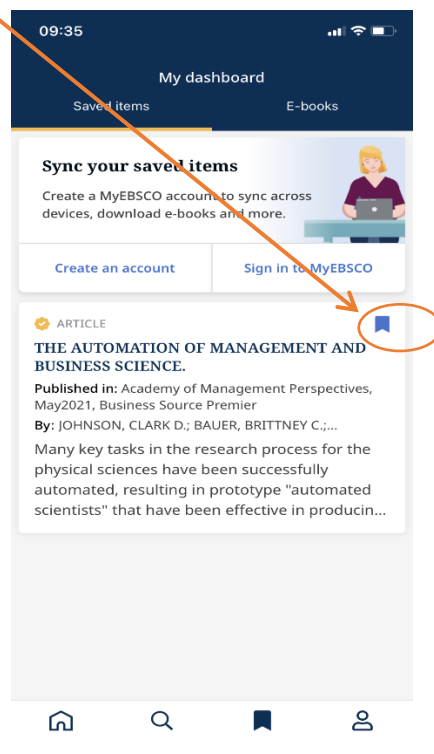 09:35
My dashboard
Saved items
E-books
Sync your saved items
Create a MyEBSCO account to sync across
devices, download e-books and more.
Create an account
Sign in to MyEBSCO
ARTICLE
THE AUTOMATION OF MANAGEMENT AND
BUSINESS SCIENCE.
Published in: Academy of Management Perspectives,
May2021, Business Source Premier
By: JOHNSON, CLARK D.; BAUER, BRITTNEY C.;...
Many key tasks in the research process for the
physical sciences have been successfully
automated, resulting in prototype "automated
scientists" that have been effective in producin...